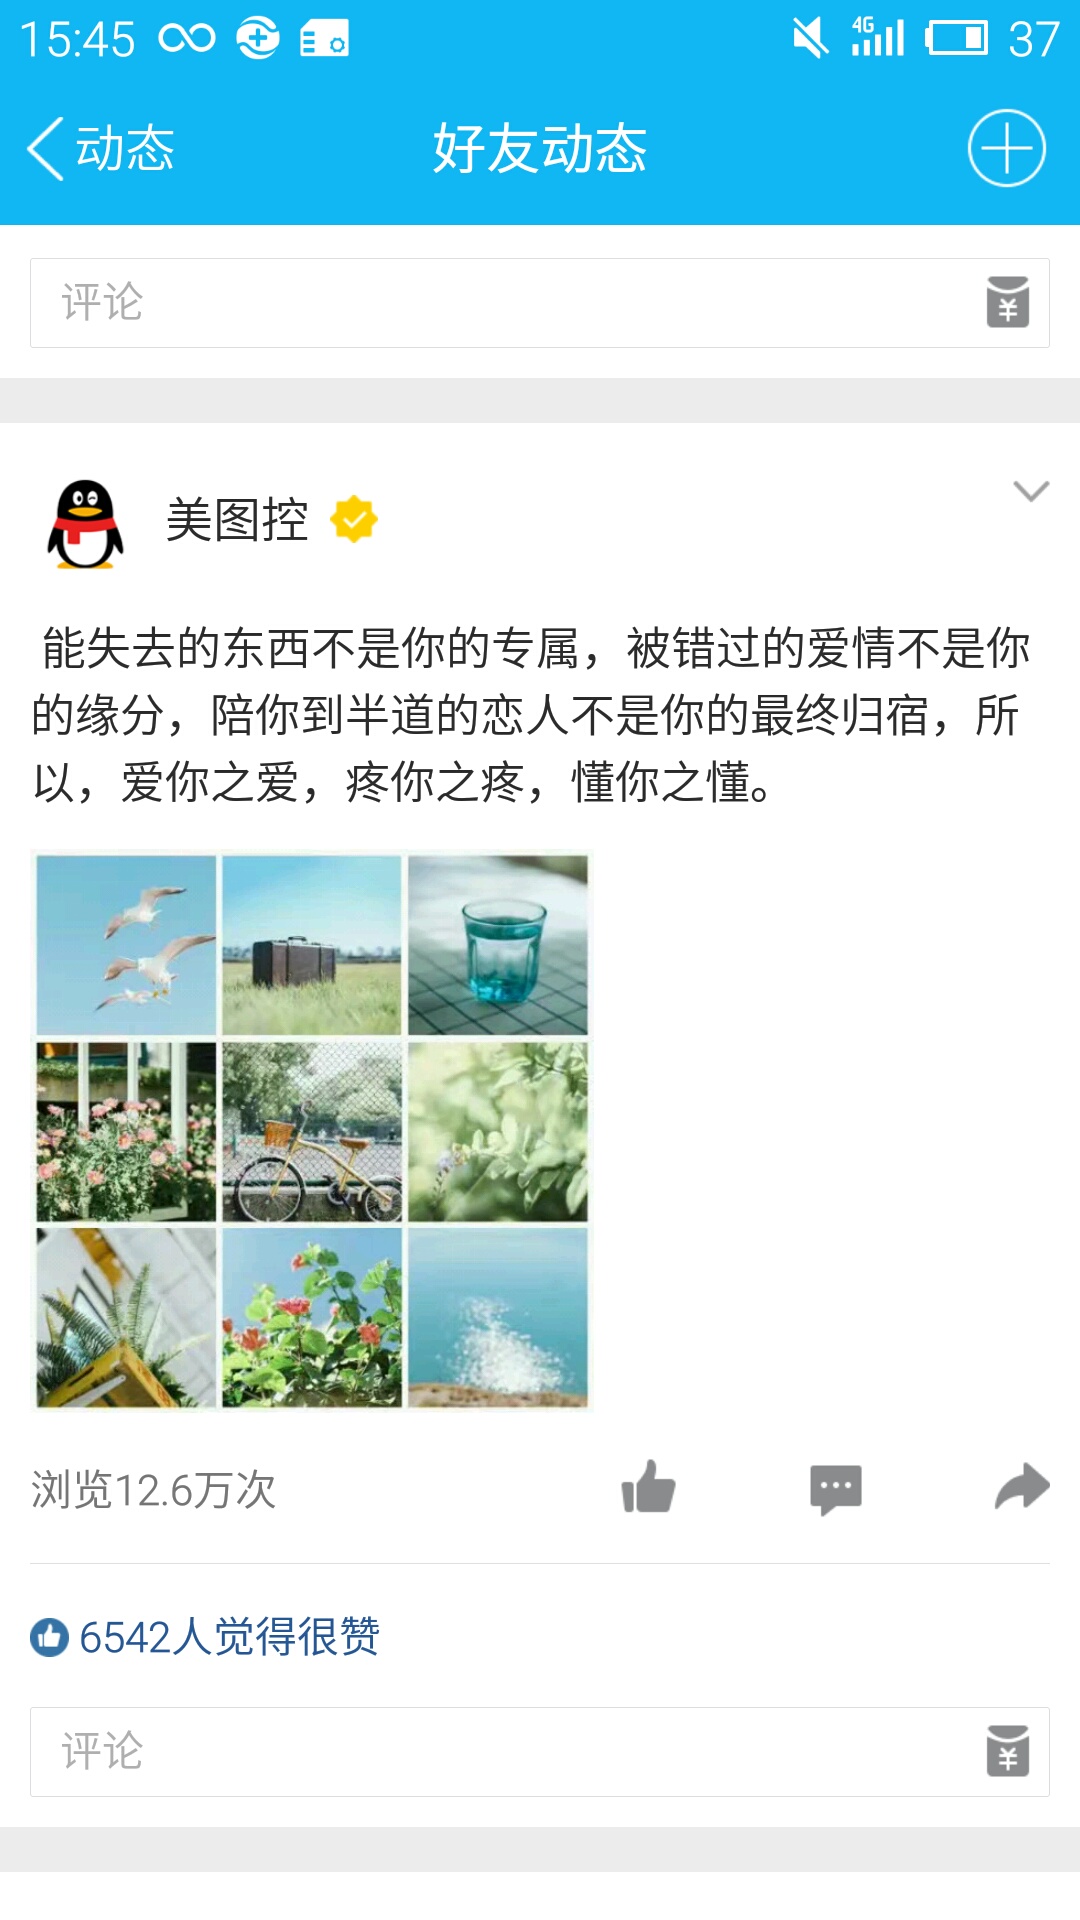 15:45 4G 37
动态 好友动态
评论 ¥
美图控
能失去的东西不是你的专属，被错过的爱情不是你
的缘分，陪你到半道的恋人不是你的最终归宿，所
以，爱你之爱，疼你之疼，懂你之懂。
浏览12.6万次
6542人觉得很赞
评论 ¥